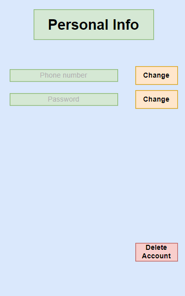 Personal Info
Phone number
Change
Password
Change
Delete
Account